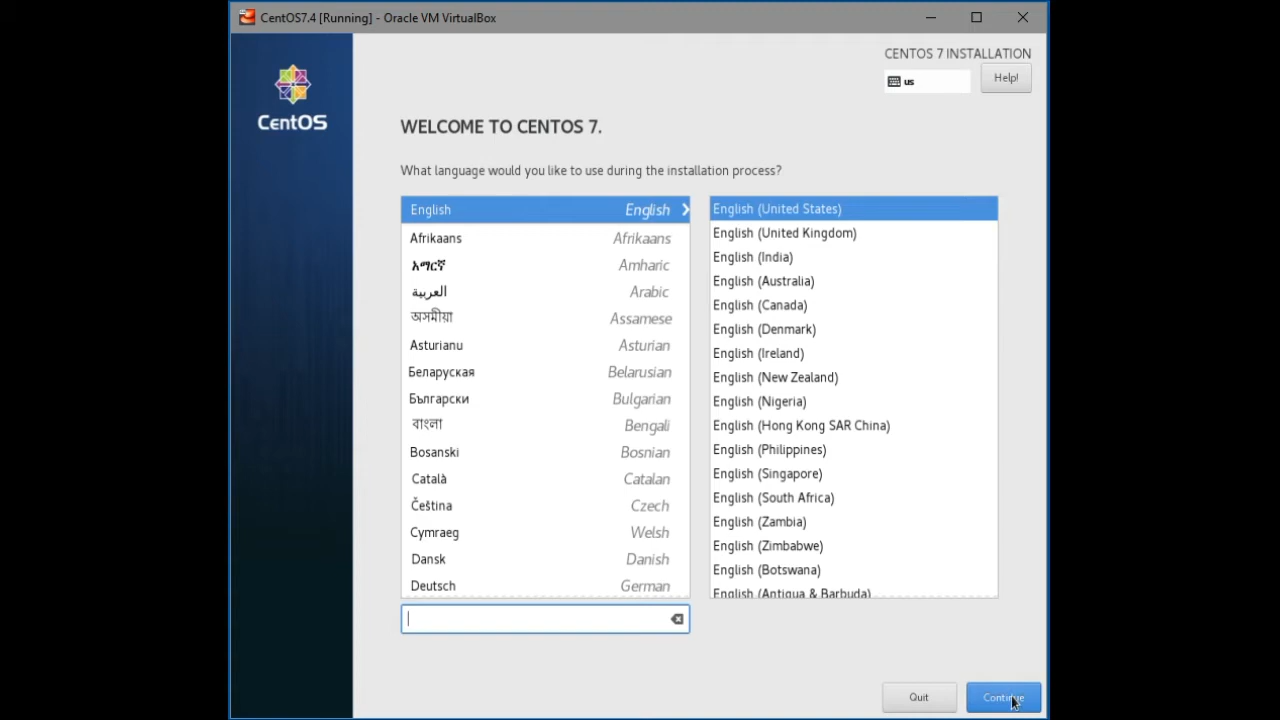 CentOS7.4 [Running] - Oracle VM VirtualBox
CentOS
CENTOS 7 INSTALLATION
us
Help!
WELCOME TO CENTOS 7.
What language would you like to use during the installation process?
English English
Afrikaans Afrikaans
አማርኛ Amharic
العربية Arabic
অসমীয়া Assamese
Asturianu Asturian
Беларуская Belarusian
Български Bulgarian
বাংলা Bengali
Bosanski Bosnian
Català Catalan
Čeština Czech
Cymraeg Welsh
Dansk Danish
Deutsch German
English (United States)
English (United Kingdom)
English (India)
English (Australia)
English (Canada)
English (Denmark)
English (Ireland)
English (New Zealand)
English (Nigeria)
English (Hong Kong SAR China)
English (Philippines)
English (Singapore)
English (South Africa)
English (Zambia)
English (Zimbabwe)
English (Botswana)
English (Antigua & Barbuda)
Quit
Continue